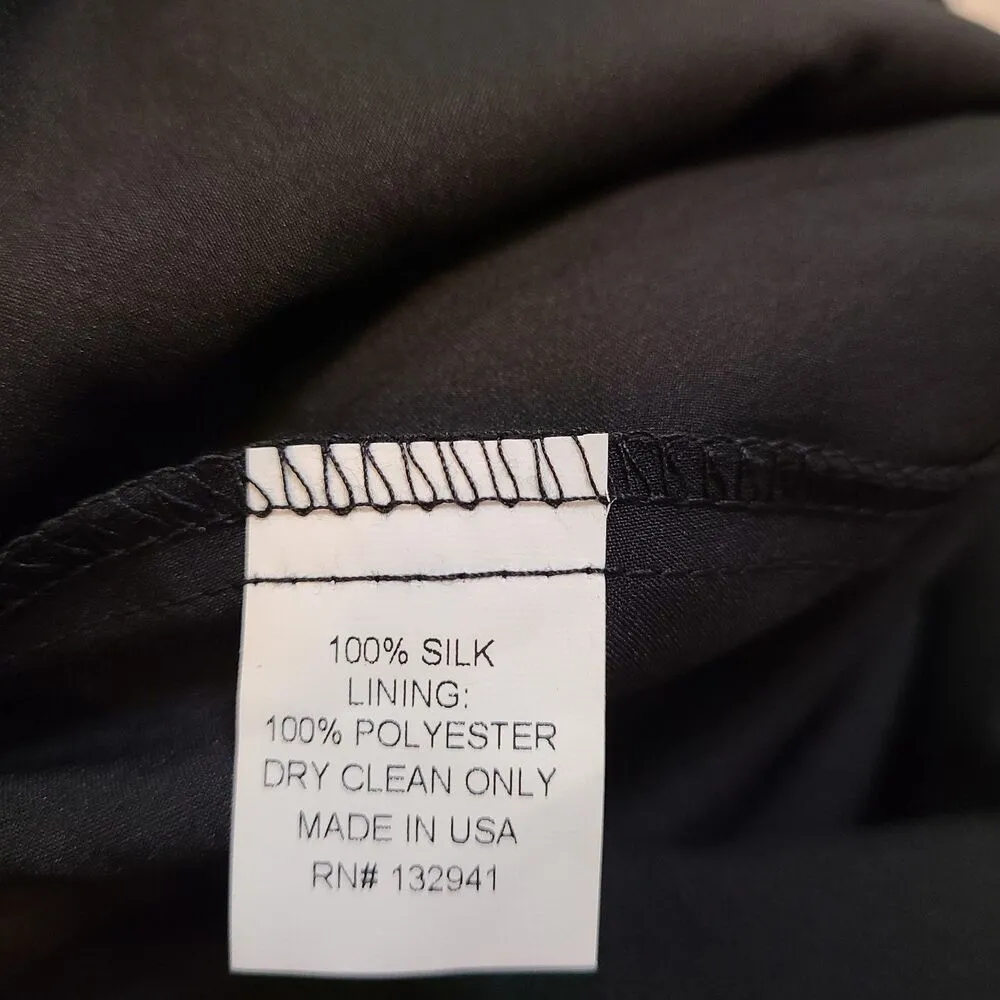 100% SILK
LINING:
100% POLYESTER
DRY CLEAN ONLY
MADE IN USA
RN# 132941